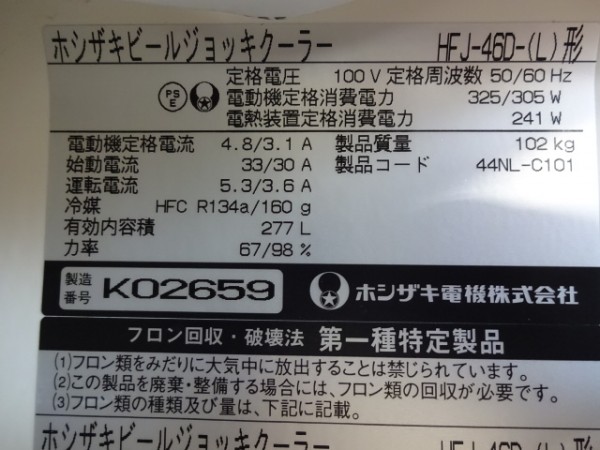 ホシザキビールジョッキクーラー HFJ-46D-(L)形
定格電圧 100V 定格周波数 50/60 Hz
PS
E
電動機定格消費電力 325/305 W
電熱装置定格消費電力 241 W
電動機定格電流 4.8/3.1 A 製品質量 102 kg
始動電流 33/30 A 製品コード 44NL-C101
運転電流 5.3/3.6 A
冷媒 HFC R134a/160 g
有効内容積 277 L
力率 67/98 %
製造
番号 K02659 ホシザキ電機株式会社
フロン回収・破壊法 第一種特定製品
(1)フロン類をみだりに大気中に放出することは禁じられています。
(2)この製品を廃棄・整備する場合には、フロン類の回収が必要です。
(3)フロン類の種類及び量は、下記に記載。
ホシザキビールジョッキクーラー HFJ-46D-(L)形